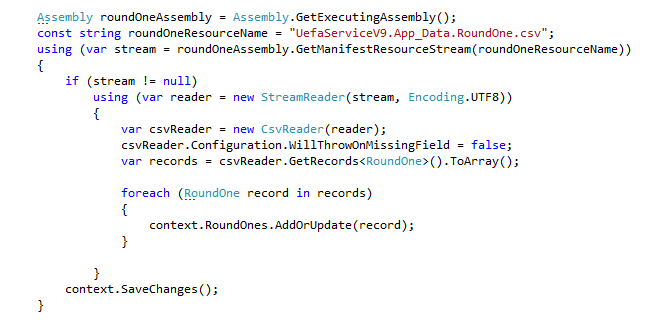 Assembly roundOneAssembly = Assembly.GetExecutingAssembly();
const string roundOneResourceName = "UefaServiceV9.App_Data.RoundOne.csv";
using (var stream = roundOneAssembly.GetManifestResourceStream(roundOneResourceName))
{
    if (stream != null)
        using (var reader = new StreamReader(stream, Encoding.UTF8))
        {
            var csvReader = new CsvReader(reader);
            csvReader.Configuration.WillThrowOnMissingField = false;
            var records = csvReader.GetRecords<RoundOne>().ToArray();

            foreach (RoundOne record in records)
            {
                context.RoundOnes.AddOrUpdate(record);
            }

        }
    context.SaveChanges();
}